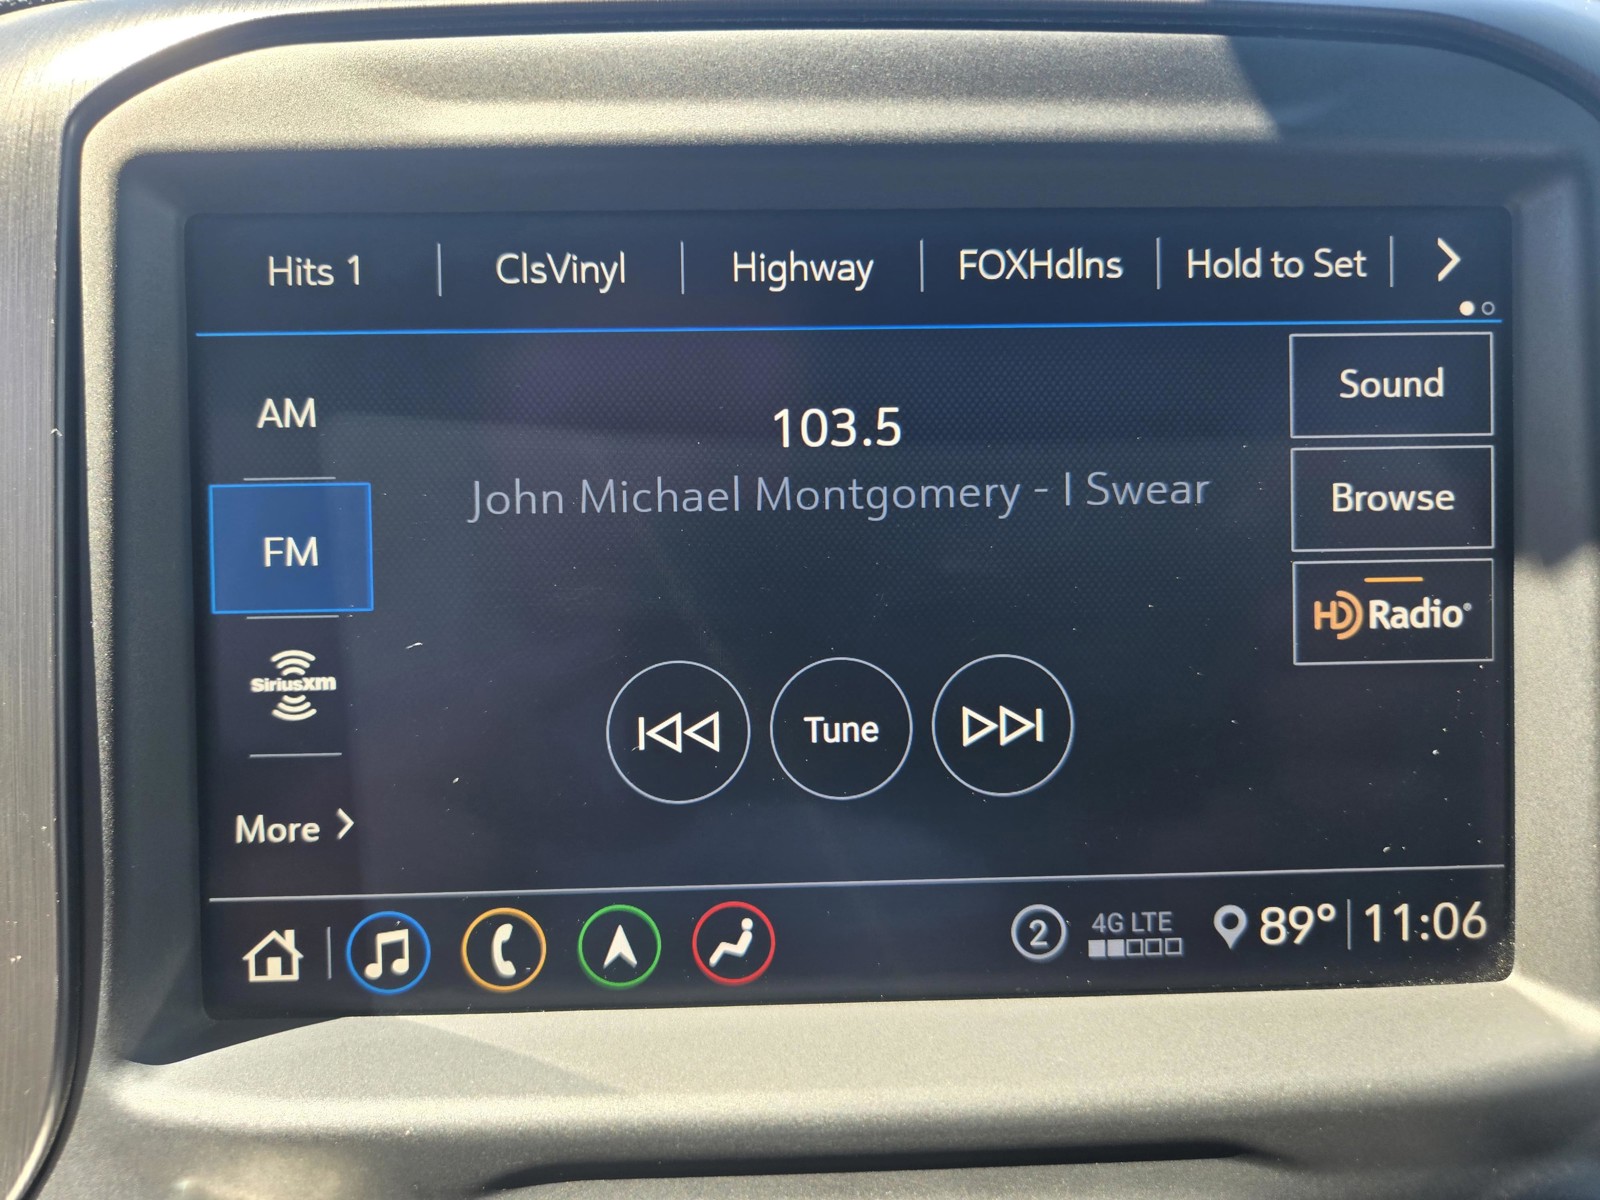 Hits 1
ClsVinyl
Highway
FOXHdlns
Hold to Set
AM
103.5
Sound
John Michael Montgomery - I Swear
Browse
FM
HD Radio®
SiriusXm
Tune
More
2
4G LTE
89°
11:06